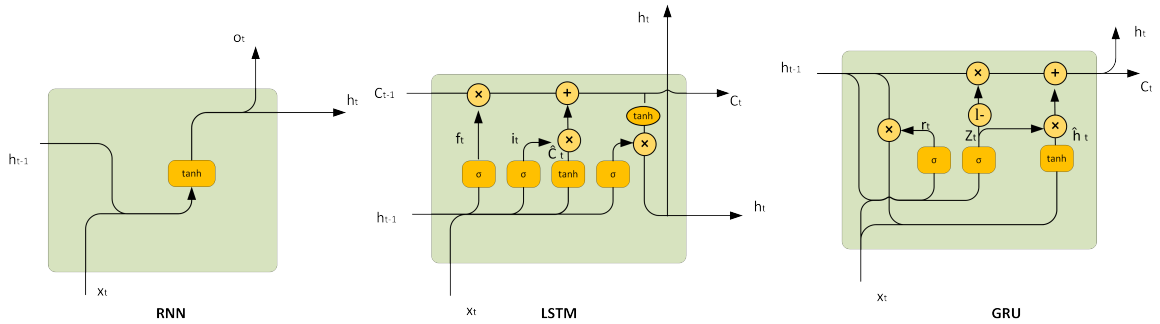 oₜ
hₜ
hₜ₋₁
tanh
xₜ
RNN
hₜ
Cₜ₋₁
×
+
Cₜ
tanh
fₜ
iₜ
×
×
Ĉₜ
σ
σ
tanh
σ
hₜ₋₁
hₜ
xₜ
LSTM
hₜ
hₜ₋₁
×
+
Cₜ
1-
×
rₜ
Zₜ
×
ĥₜ
σ
σ
tanh
xₜ
GRU